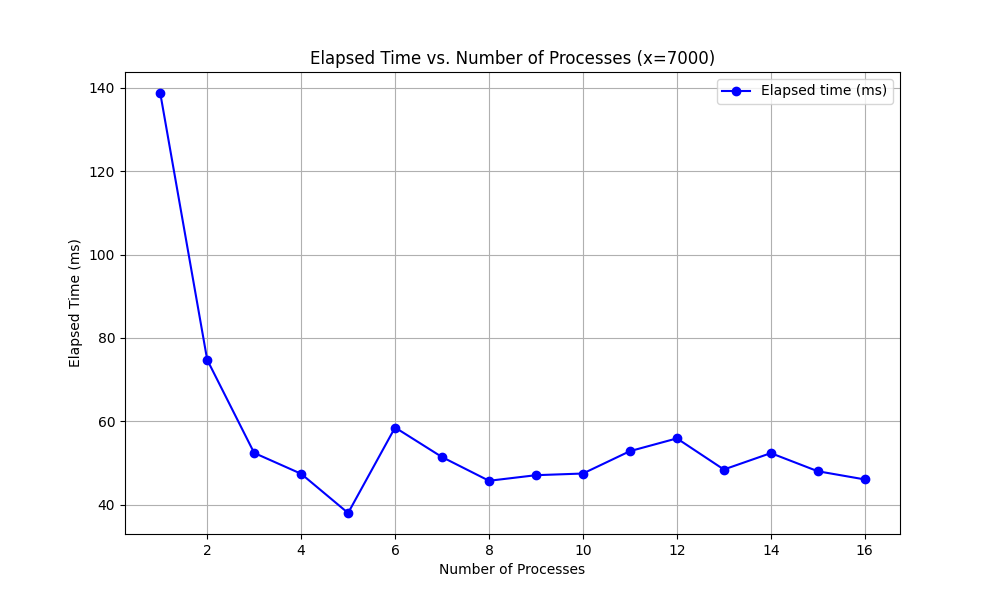 Elapsed Time vs. Number of Processes (x=7000)
Elapsed time (ms)
140
120
100
80
60
40
Elapsed Time (ms)
2 4 6 8 10 12 14 16
Number of Processes